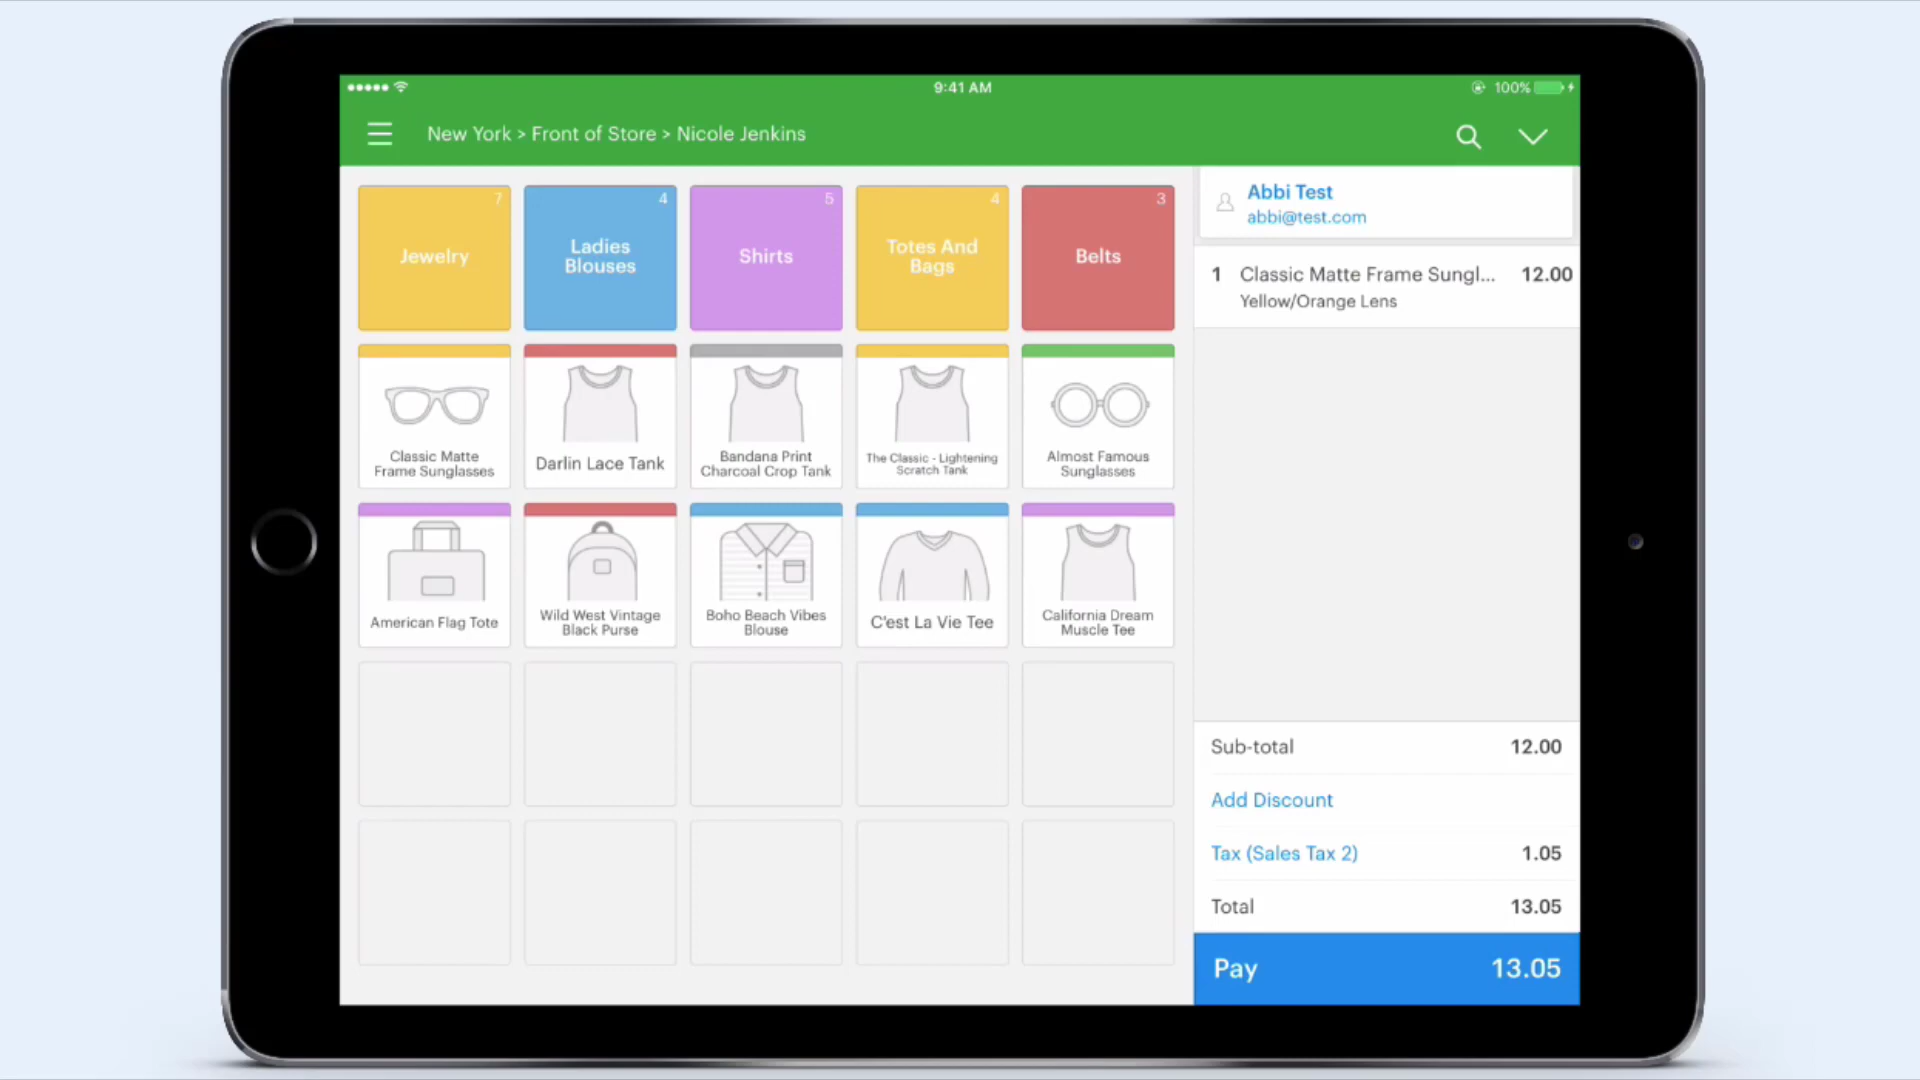 9:41 AM
100%
New York > Front of Store > Nicole Jenkins
7
Jewelry
4
Ladies
Blouses
5
Shirts
4
Totes And
Bags
3
Belts
Classic Matte
Frame Sunglasses
Darlin Lace Tank
Bandana Print
Charcoal Crop Tank
The Classic - Lightening
Scratch Tank
Almost Famous
Sunglasses
American Flag Tote
Wild West Vintage
Black Purse
Boho Beach Vibes
Blouse
C'est La Vie Tee
California Dream
Muscle Tee
Abbi Test
abbi@test.com
1 Classic Matte Frame Sungl... 12.00
Yellow/Orange Lens
Sub-total 12.00
Add Discount
Tax (Sales Tax 2) 1.05
Total 13.05
Pay 13.05